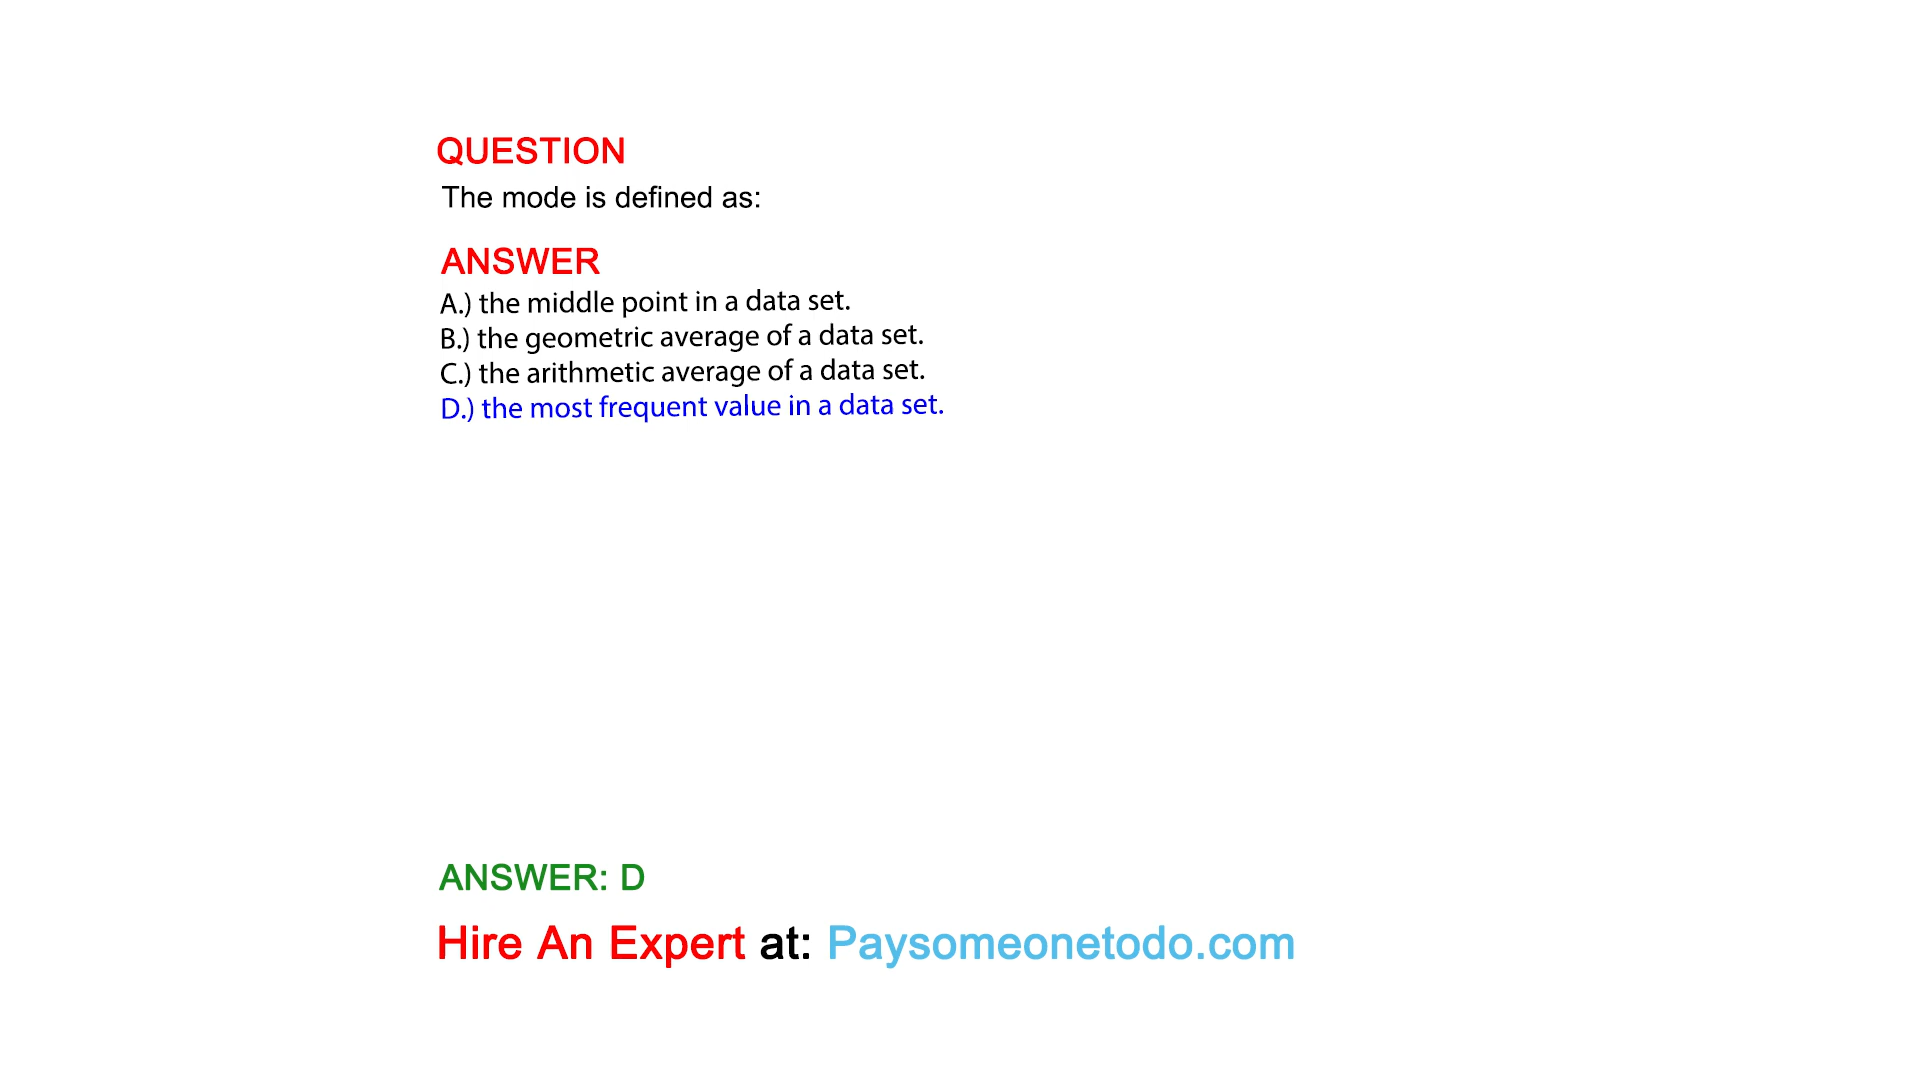 QUESTION
The mode is defined as:
ANSWER
A.) the middle point in a data set.
B.) the geometric average of a data set.
C.) the arithmetic average of a data set.
D.) the most frequent value in a data set.
ANSWER: D
Hire An Expert at: Paysomeonetodo.com